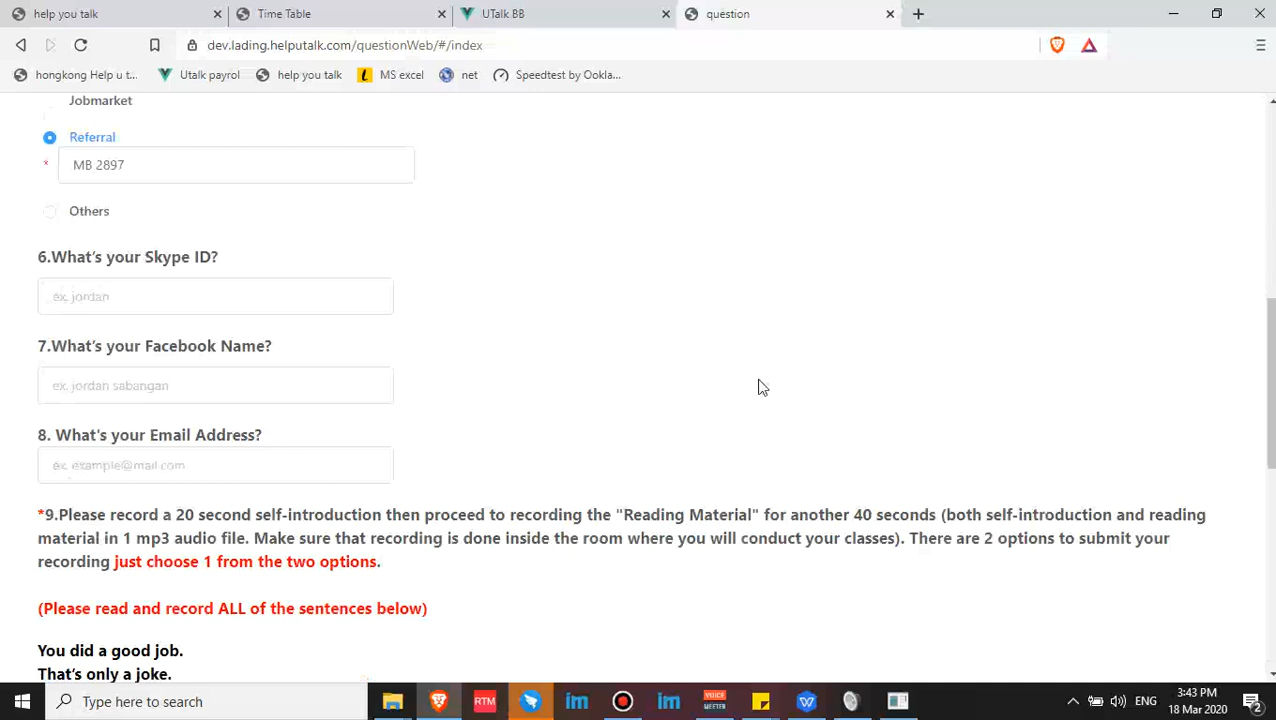 help you talk
Time Table
UTalk BB
question
dev.lading.helputalk.com/questionWeb/#/index
hongkong Help u t...
Utalk payrol
help you talk
MS excel
net
Speedtest by Ookla...
Jobmarket
Referral
* MB 2897
Others
6.What's your Skype ID?
ex. jordan
7.What's your Facebook Name?
ex. jordan sabangan
8. What's your Email Address?
ex. example@mail.com
*9.Please record a 20 second self-introduction then proceed to recording the "Reading Material" for another 40 seconds (both self-introduction and reading
material in 1 mp3 audio file. Make sure that recording is done inside the room where you will conduct your classes). There are 2 options to submit your
recording just choose 1 from the two options.
(Please read and record ALL of the sentences below)
You did a good job.
That's only a joke.
Type here to search
RTM
im
im
VOICE
MEETER
ENG
3:43 PM
18 Mar 2020
2